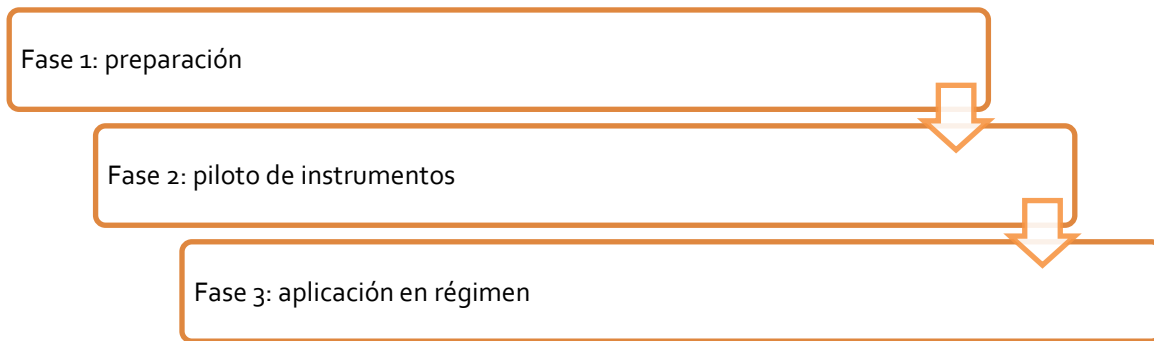 Fase 1: preparación
Fase 2: piloto de instrumentos
Fase 3: aplicación en régimen